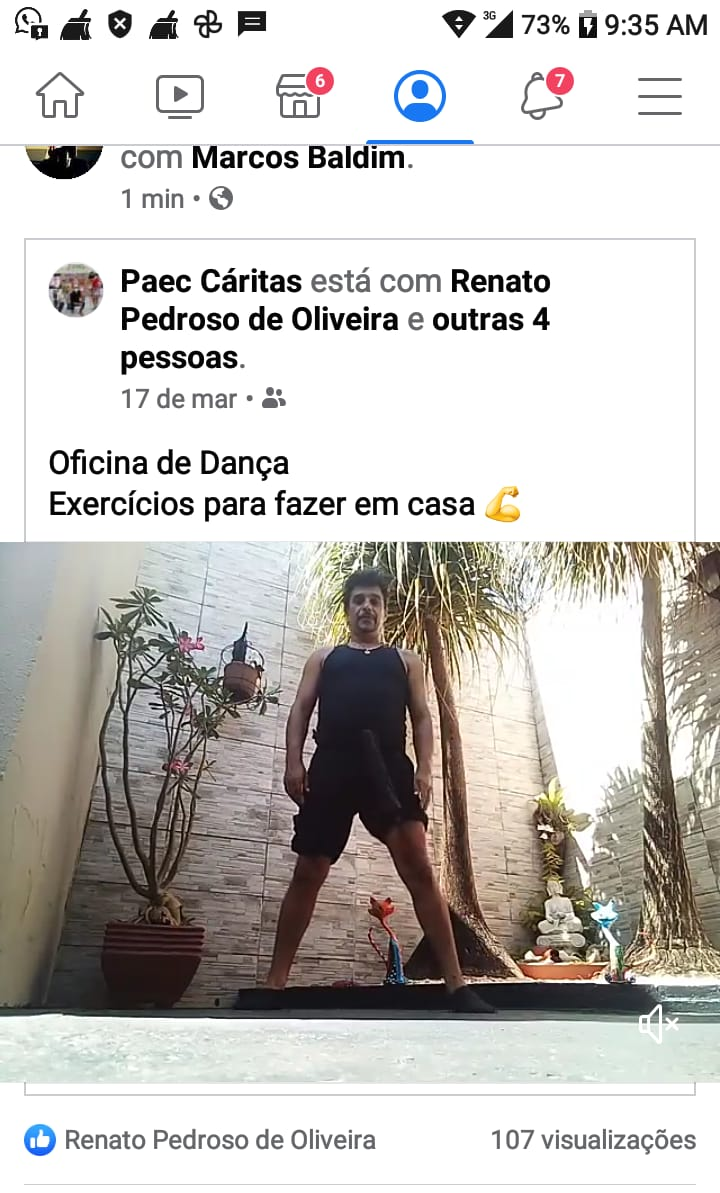 3G 73% 9:35 AM
6 7
com Marcos Baldim.
1 min •
Paec Cáritas está com Renato
Pedroso de Oliveira e outras 4
pessoas.
17 de mar •
Oficina de Dança
Exercícios para fazer em casa 💪
Renato Pedroso de Oliveira 107 visualizações